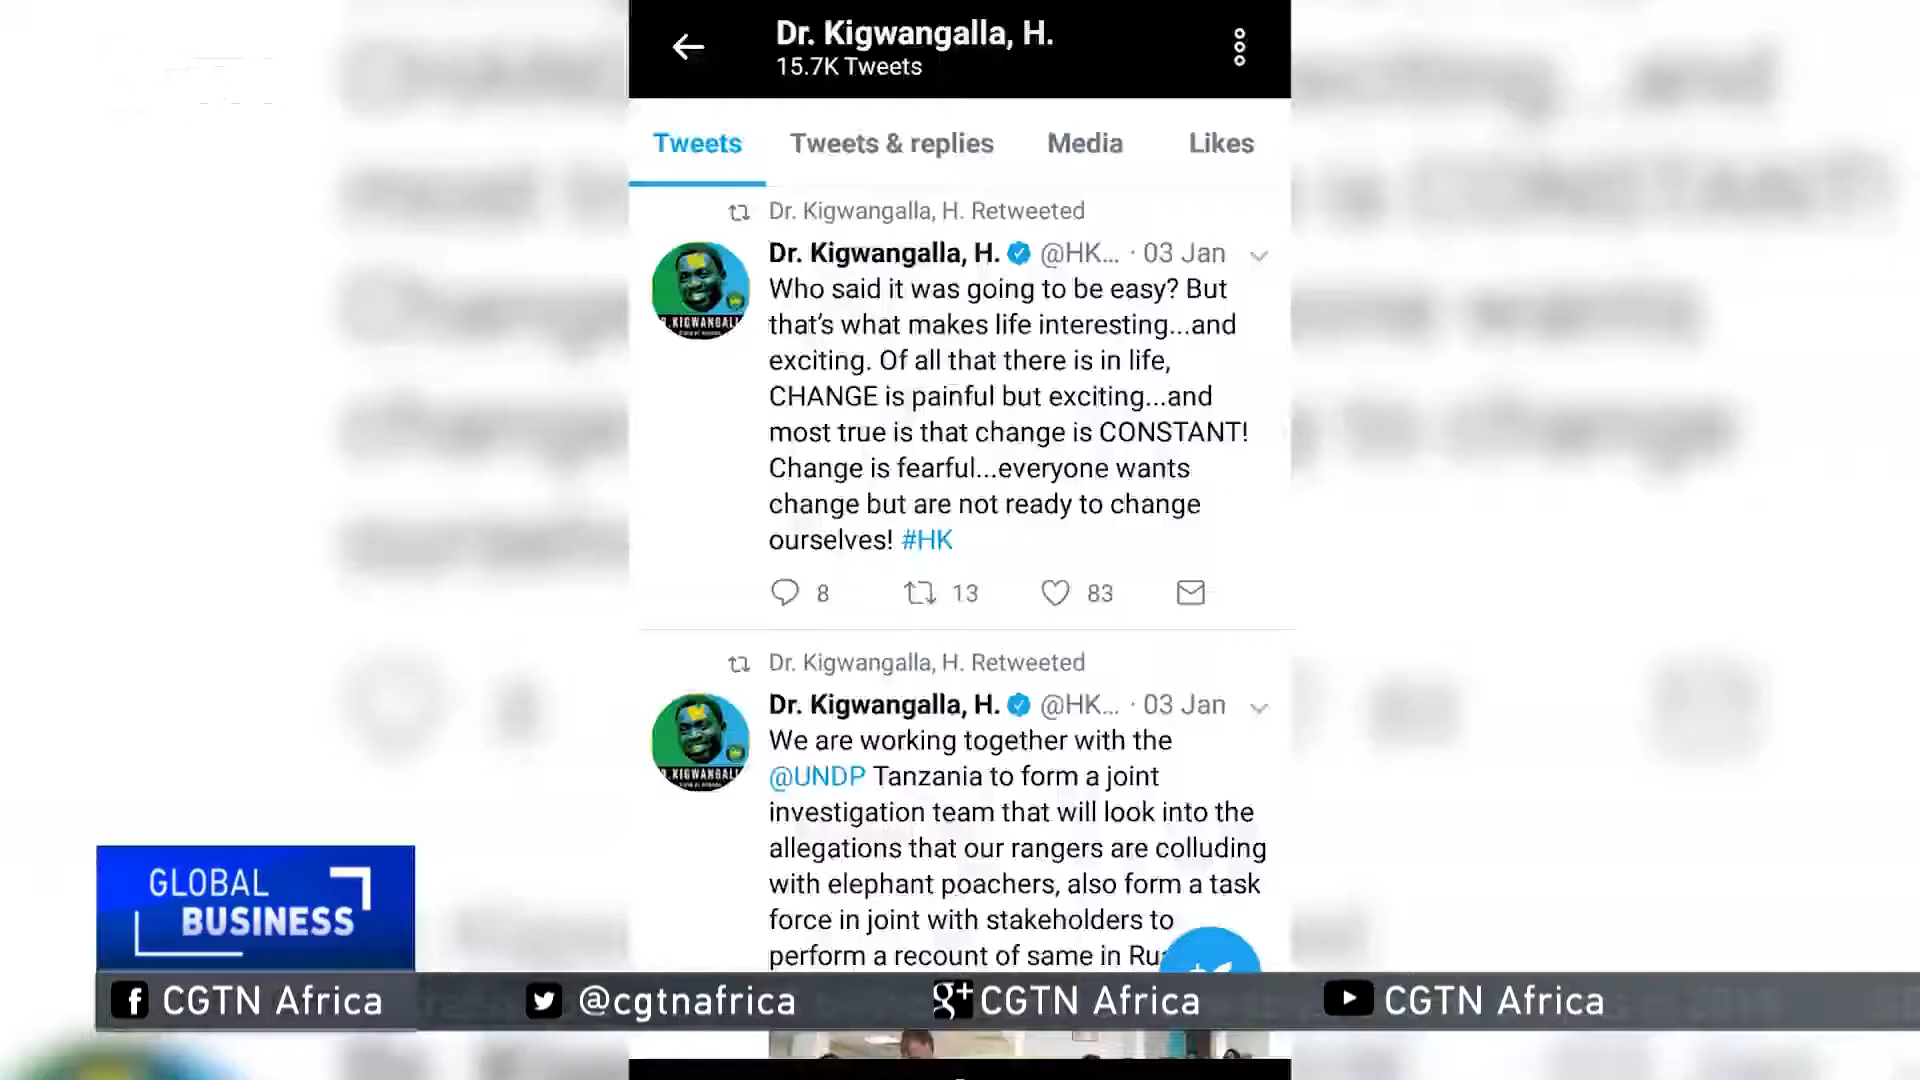 Dr. Kigwangalla, H.
15.7K Tweets
Tweets
Tweets & replies
Media
Likes
Dr. Kigwangalla, H. Retweeted
Dr. Kigwangalla, H. @HK... · 03 Jan
Who said it was going to be easy? But
that's what makes life interesting...and
exciting. Of all that there is in life,
CHANGE is painful but exciting...and
most true is that change is CONSTANT!
Change is fearful...everyone wants
change but are not ready to change
ourselves! #HK
8
13
83
Dr. Kigwangalla, H. Retweeted
Dr. Kigwangalla, H. @HK... · 03 Jan
We are working together with the
@UNDP Tanzania to form a joint
investigation team that will look into the
allegations that our rangers are colluding
with elephant poachers, also form a task
force in joint with stakeholders to
perform a recount of same in
GLOBAL
BUSINESS
CGTN Africa
@cgtnafrica
g+ CGTN Africa
CGTN Africa